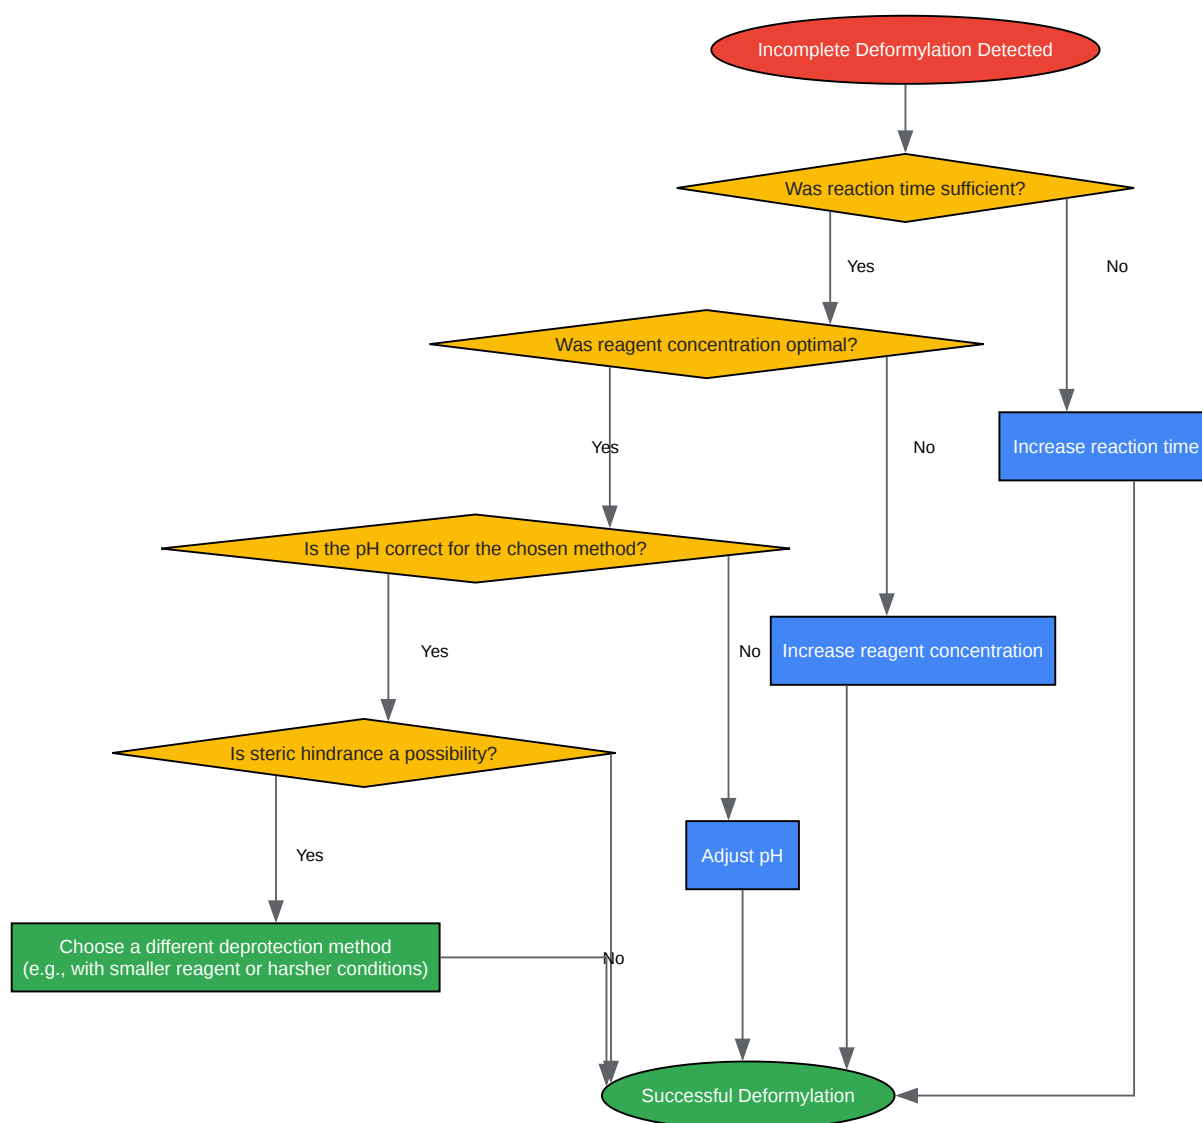 Incomplete Deformylation Detected
Was reaction time sufficient?
Yes
No
Was reagent concentration optimal?
Yes
No
Increase reaction time
Is the pH correct for the chosen method?
Yes
No
Increase reagent concentration
Is steric hindrance a possibility?
Yes
Adjust pH
Choose a different deprotection method
(e.g., with smaller reagent or harsher conditions)
No
Successful Deformylation